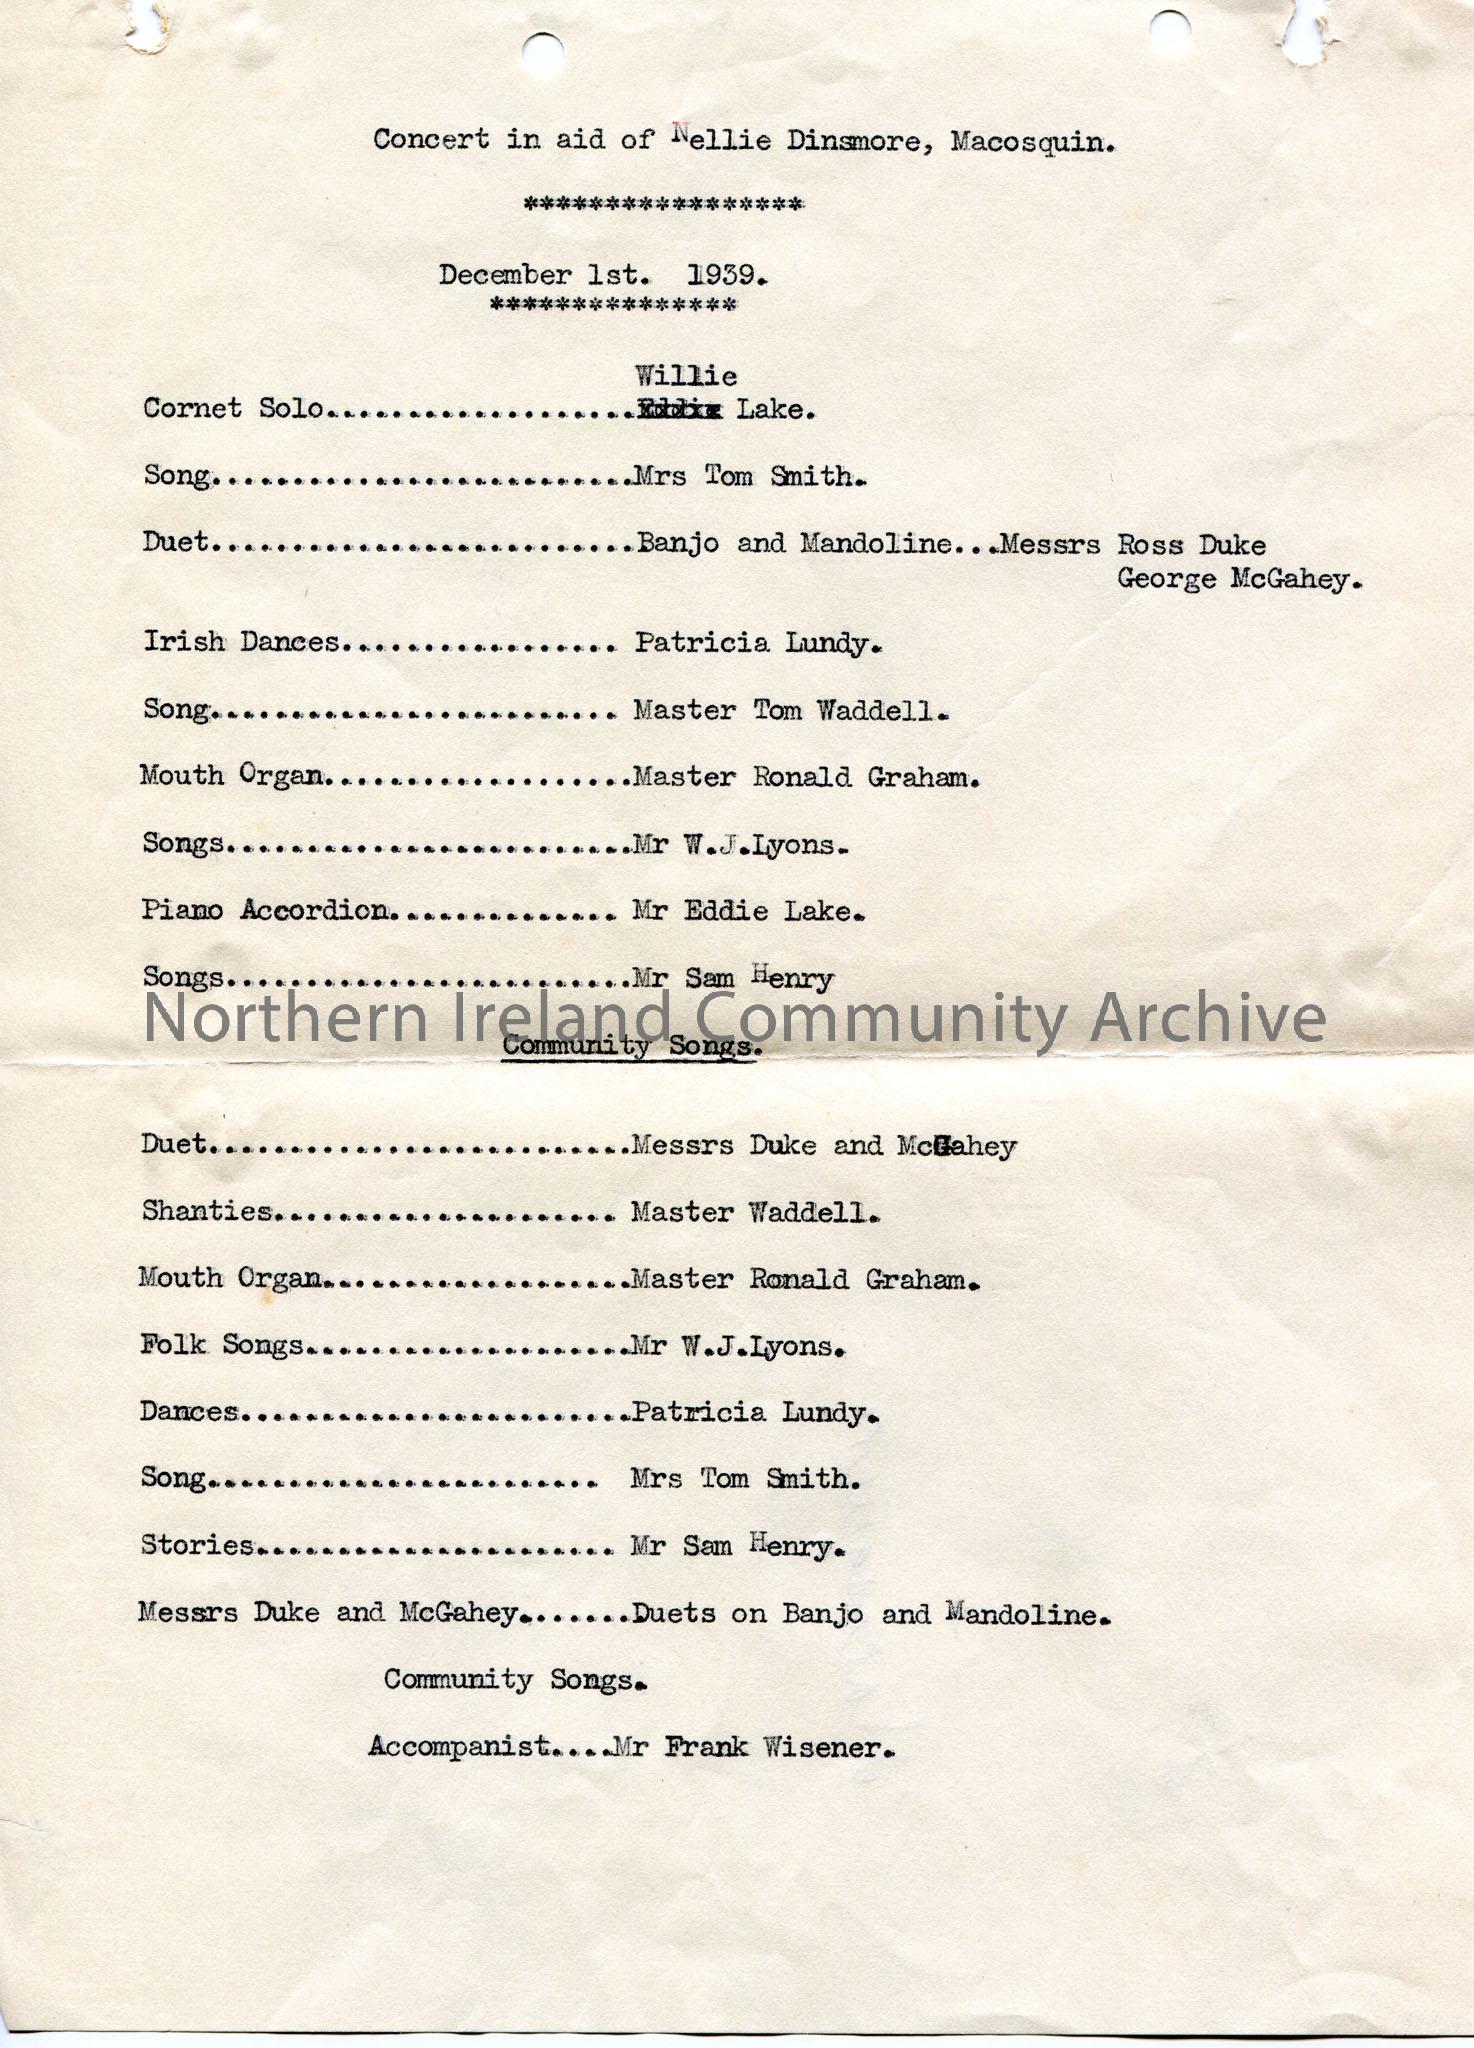 Concert in aid of Nellie Dinsmore, Macosquin.
*****************
December 1st. 1939.
***************
Willie
Cornet Solo...................Eddie Lake.
Song..........................Mrs Tom Smith.
Duet..........................Banjo and Mandoline...Messrs Ross Duke
George McGahey.
Irish Dances................. Patricia Lundy.
Song......................... Master Tom Waddell.
Mouth Organ...................Master Ronald Graham.
Songs.........................Mr W.J.Lyons.
Piano Accordion.............. Mr Eddie Lake.
Songs.........................Mr Sam Henry
Northern Ireland Community Archive
Community Songs.
Duet..........................Messrs Duke and McGahey
Shanties..................... Master Waddell.
Mouth Organ...................Master Ronald Graham.
Folk Songs....................Mr W.J.Lyons.
Dances........................Patricia Lundy.
Song........................ Mrs Tom Smith.
Stories...................... Mr Sam Henry.
Messrs Duke and McGahey.......Duets on Banjo and Mandoline.
Community Songs.
Accompanist....Mr Frank Wisener.